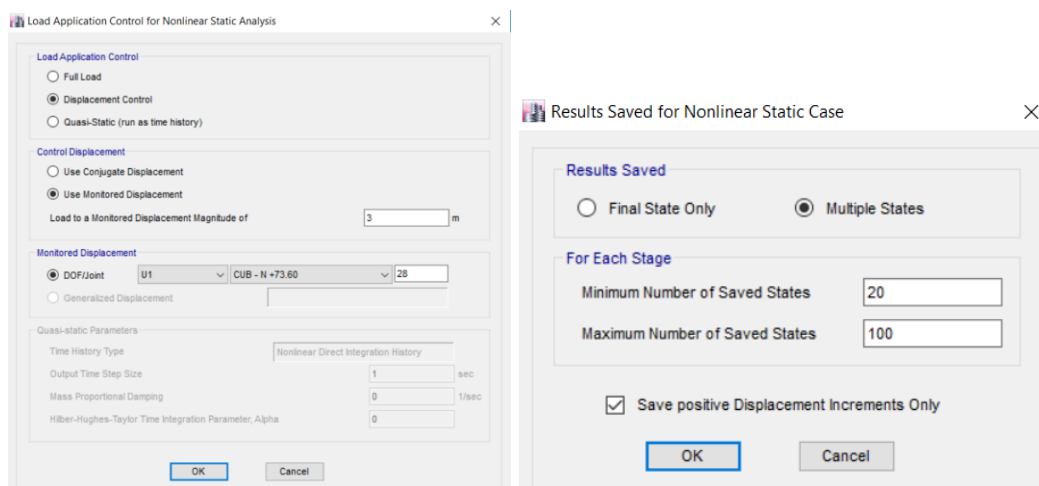 Load Application Control for Nonlinear Static Analysis
Load Application Control
Full Load
Displacement Control
Quasi-Static (run as time history)
Control Displacement
Use Conjugate Displacement
Use Monitored Displacement
Load to a Monitored Displacement Magnitude of 3 m
Monitored Displacement
DOF/Joint U1 CUB - N +73.60 28
Generalized Displacement
Quasi-static Parameters
Time History Type Nonlinear Direct Integration History
Output Time Step Size 1 sec
Mass Proportional Damping 0 1/sec
Hilber-Hughes-Taylor Time Integration Parameter, Alpha 0
OK Cancel
Results Saved for Nonlinear Static Case
Results Saved
Final State Only Multiple States
For Each Stage
Minimum Number of Saved States 20
Maximum Number of Saved States 100
Save positive Displacement Increments Only
OK Cancel